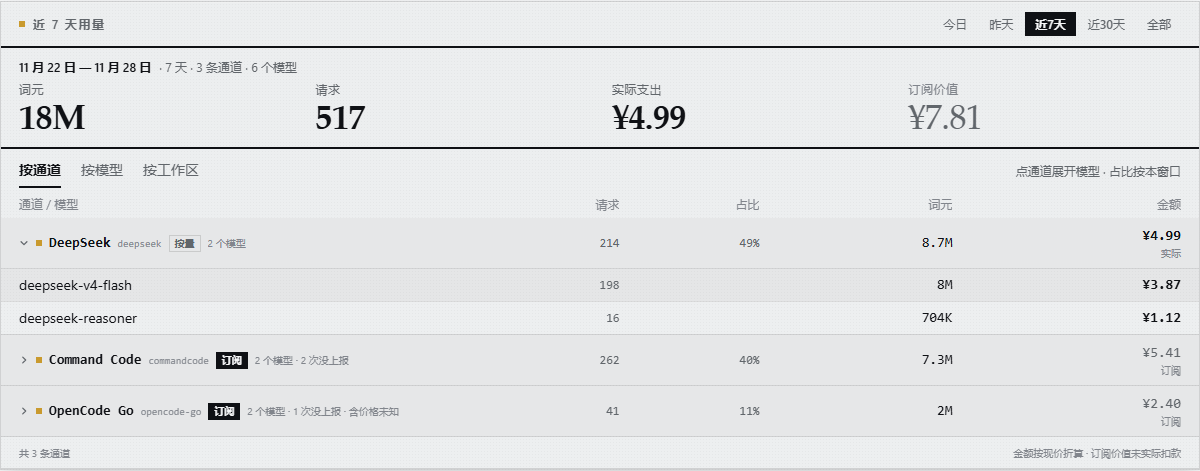 近 7 天用量 今日 昨天 近7天 近30天 全部
11 月 22 日 — 11 月 28 日 · 7 天 · 3 条通道 · 6 个模型
词元 请求 实际支出 订阅价值
18M 517 ¥4.99 ¥7.81
按通道 按模型 按工作区 点通道展开模型 · 占比按本窗口
通道 / 模型 请求 占比 词元 金额
DeepSeek deepseek 按量 2 个模型 214 49% 8.7M ¥4.99
实际
deepseek-v4-flash 198 8M ¥3.87
deepseek-reasoner 16 704K ¥1.12
Command Code commandcode 订阅 2 个模型 · 2 次没上报 262 40% 7.3M ¥5.41
订阅
OpenCode Go opencode-go 订阅 2 个模型 · 1 次没上报 · 含价格未知 41 11% 2M ¥2.40
订阅
共 3 条通道 金额按现价折算 · 订阅价值未实际扣款